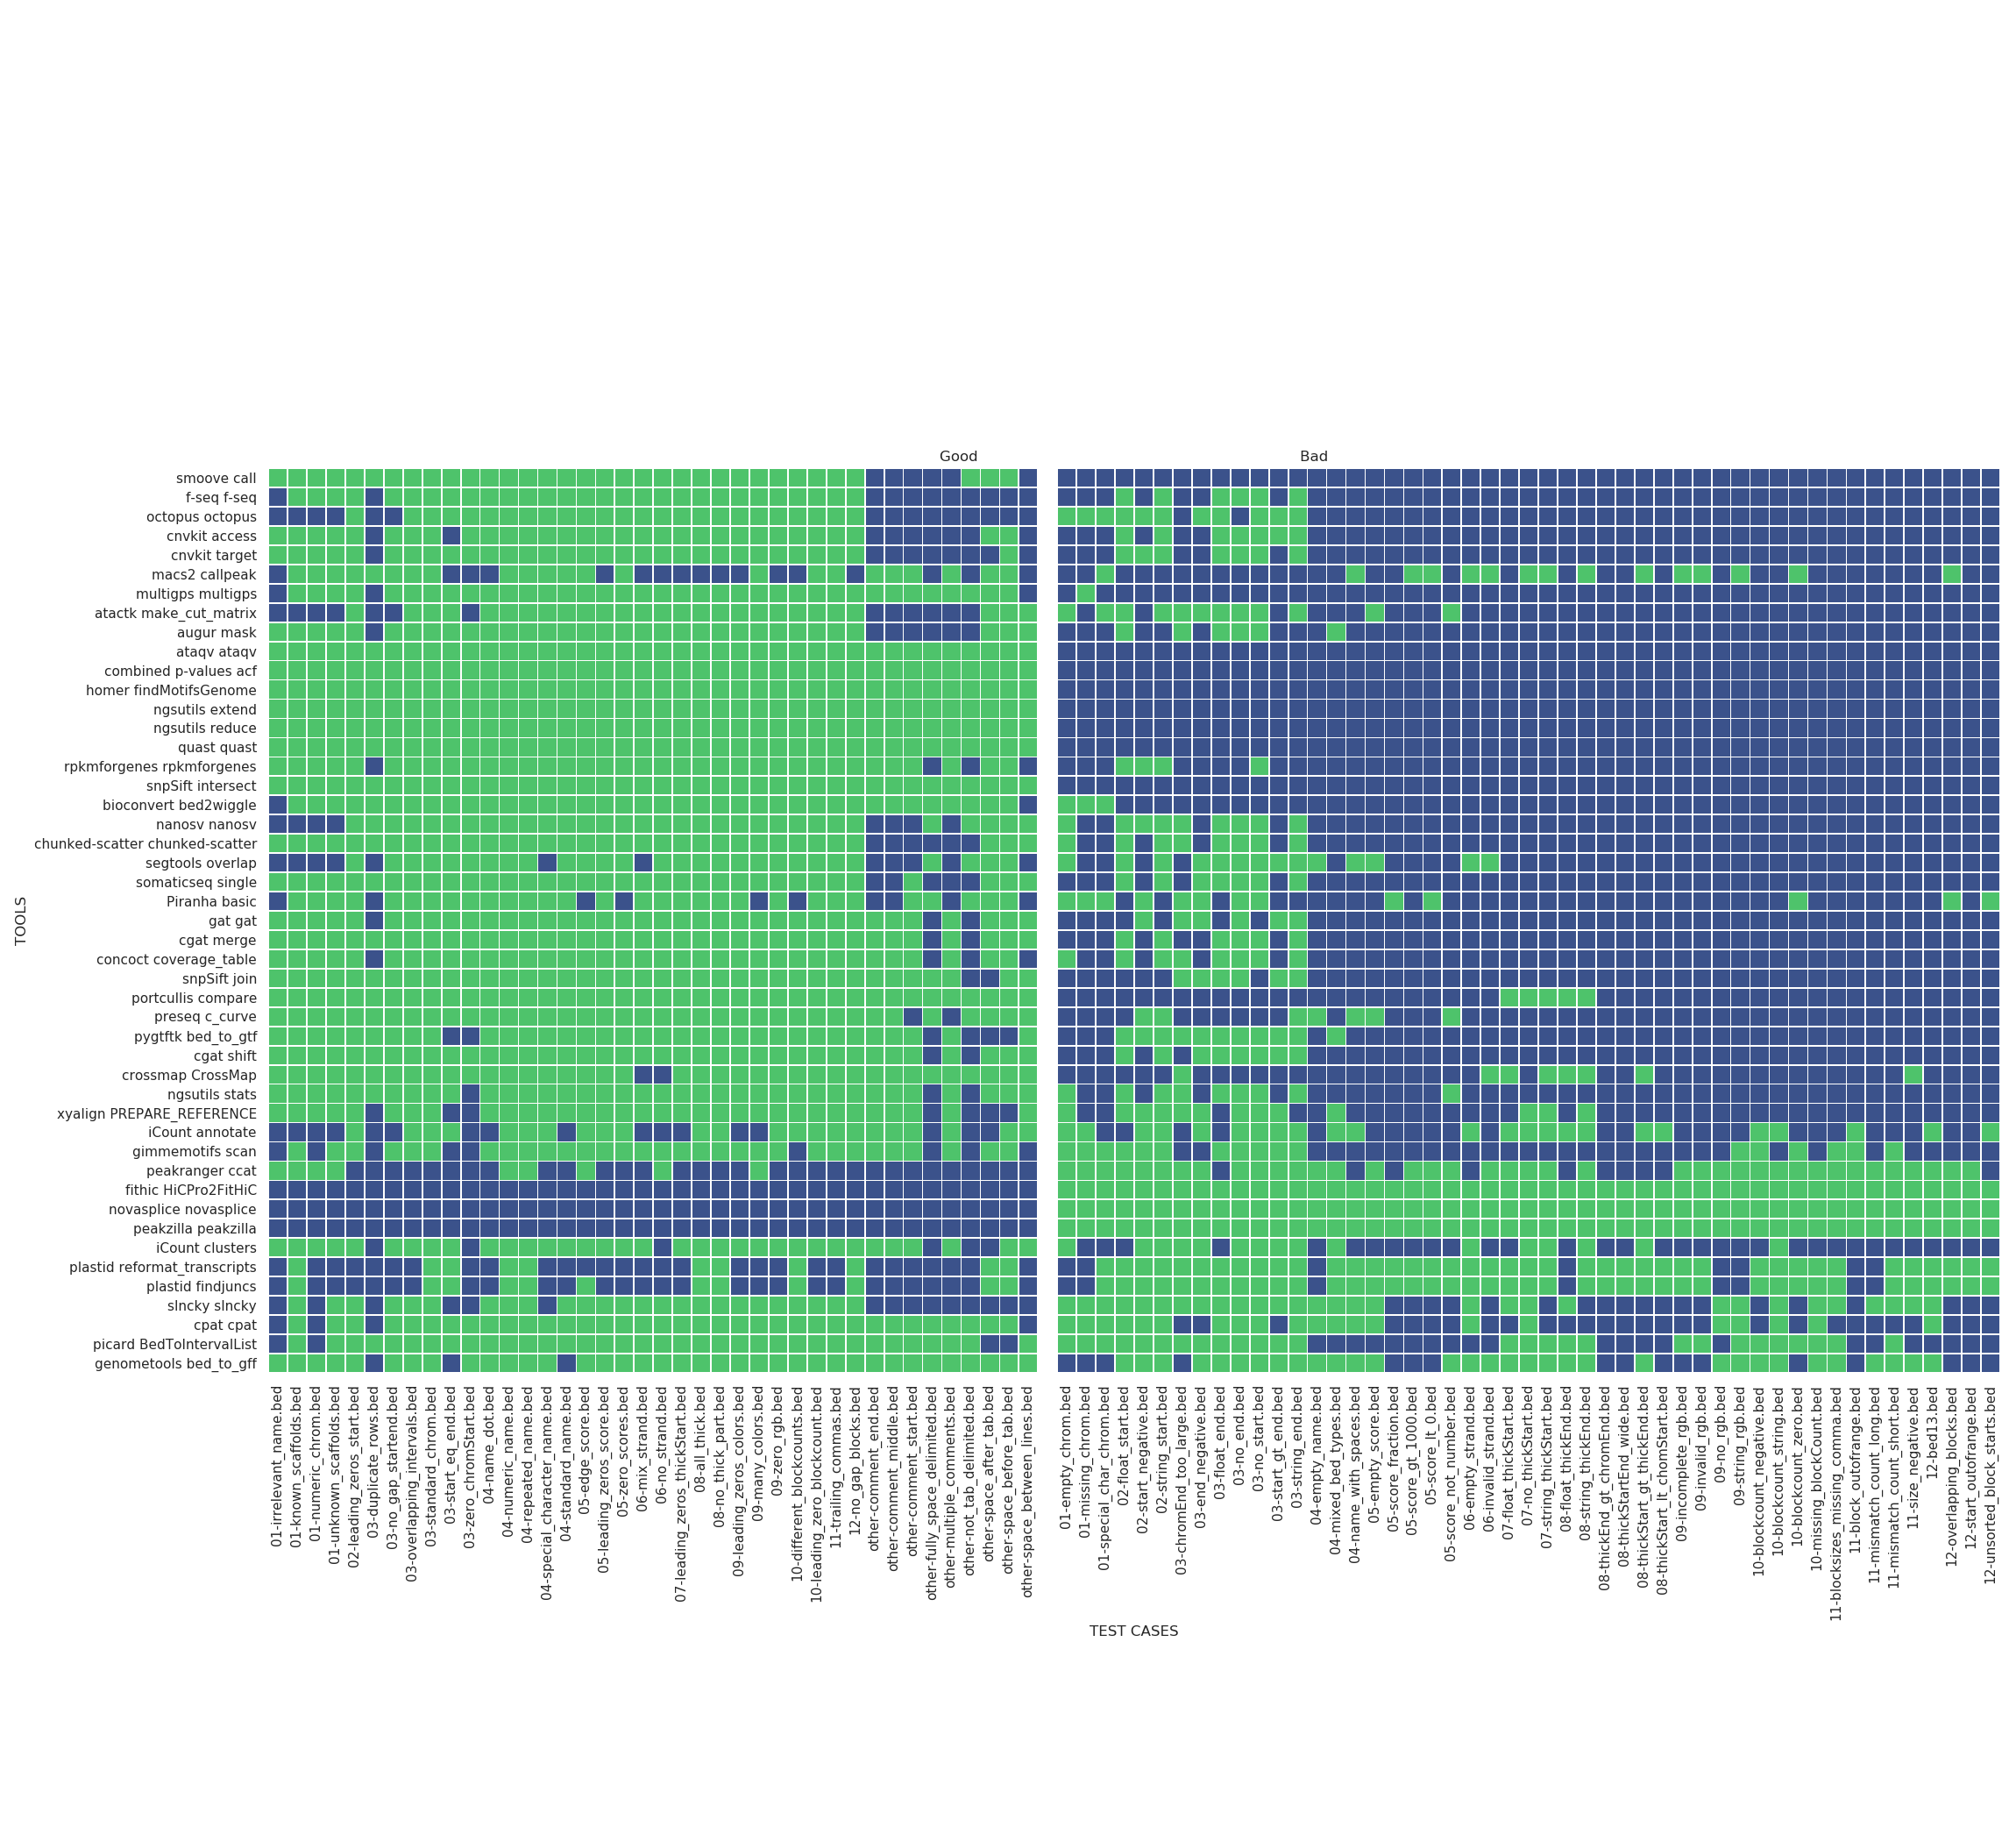 Good
Bad
TOOLS
smoove call
f-seq f-seq
octopus octopus
cnvkit access
cnvkit target
macs2 callpeak
multigps multigps
atactk make_cut_matrix
augur mask
ataqv ataqv
combined p-values acf
homer findMotifsGenome
ngsutils extend
ngsutils reduce
quast quast
rpkmforgenes rpkmforgenes
snpSift intersect
bioconvert bed2wiggle
nanosv nanosv
chunked-scatter chunked-scatter
segtools overlap
somaticseq single
Piranha basic
gat gat
cgat merge
concoct coverage_table
snpSift join
portcullis compare
preseq c_curve
pygtftk bed_to_gtf
cgat shift
crossmap CrossMap
ngsutils stats
xyalign PREPARE_REFERENCE
iCount annotate
gimmemotifs scan
peakranger ccat
fithic HiCPro2FitHiC
novasplice novasplice
peakzilla peakzilla
iCount clusters
plastid reformat_transcripts
plastid findjuncs
slncky slncky
cpat cpat
picard BedToIntervalList
genometools bed_to_gff
01-irrelevant_name.bed
01-known_scaffolds.bed
01-numeric_chrom.bed
01-unknown_scaffolds.bed
02-leading_zeros_start.bed
03-duplicate_rows.bed
03-no_gap_startend.bed
03-overlapping_intervals.bed
03-standard_chrom.bed
03-start_eq_end.bed
03-zero_chromStart.bed
04-name_dot.bed
04-numeric_name.bed
04-repeated_name.bed
04-special_character_name.bed
04-standard_name.bed
05-edge_score.bed
05-leading_zeros_score.bed
05-zero_scores.bed
06-mix_strand.bed
06-no_strand.bed
07-leading_zeros_thickStart.bed
08-all_thick.bed
08-no_thick_part.bed
09-leading_zeros_colors.bed
09-many_colors.bed
09-zero_rgb.bed
10-different_blockcounts.bed
10-leading_zero_blockcount.bed
11-trailing_commas.bed
12-no_gap_blocks.bed
other-comment_end.bed
other-comment_middle.bed
other-comment_start.bed
other-fully_space_delimited.bed
other-multiple_comments.bed
other-not_tab_delimited.bed
other-space_after_tab.bed
other-space_before_tab.bed
other-space_between_lines.bed
01-empty_chrom.bed
01-missing_chrom.bed
01-special_char_chrom.bed
02-float_start.bed
02-start_negative.bed
02-string_start.bed
03-chromEnd_too_large.bed
03-end_negative.bed
03-float_end.bed
03-no_end.bed
03-no_start.bed
03-start_gt_end.bed
03-string_end.bed
04-empty_name.bed
04-mixed_bed_types.bed
04-name_with_spaces.bed
05-empty_score.bed
05-score_fraction.bed
05-score_gt_1000.bed
05-score_lt_0.bed
05-score_not_number.bed
06-empty_strand.bed
06-invalid_strand.bed
07-float_thickStart.bed
07-no_thickStart.bed
07-string_thickStart.bed
08-float_thickEnd.bed
08-string_thickEnd.bed
08-thickEnd_gt_chromEnd.bed
08-thickStartEnd_wide.bed
08-thickStart_gt_thickEnd.bed
08-thickStart_lt_chomStart.bed
09-incomplete_rgb.bed
09-invalid_rgb.bed
09-no_rgb.bed
09-string_rgb.bed
10-blockcount_negative.bed
10-blockcount_string.bed
10-blockcount_zero.bed
10-missing_blockCount.bed
11-blocksizes_missing_comma.bed
11-block_outofrange.bed
11-mismatch_count_long.bed
11-mismatch_count_short.bed
11-size_negative.bed
12-bed13.bed
12-overlapping_blocks.bed
12-start_outofrange.bed
12-unsorted_block_starts.bed
TEST CASES